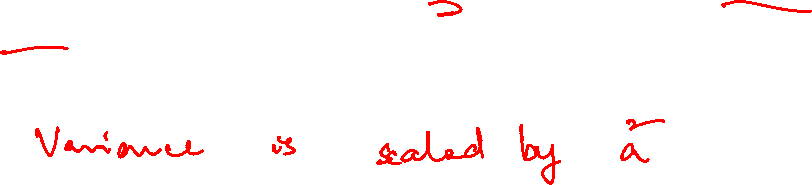 Variance is scaled by a²